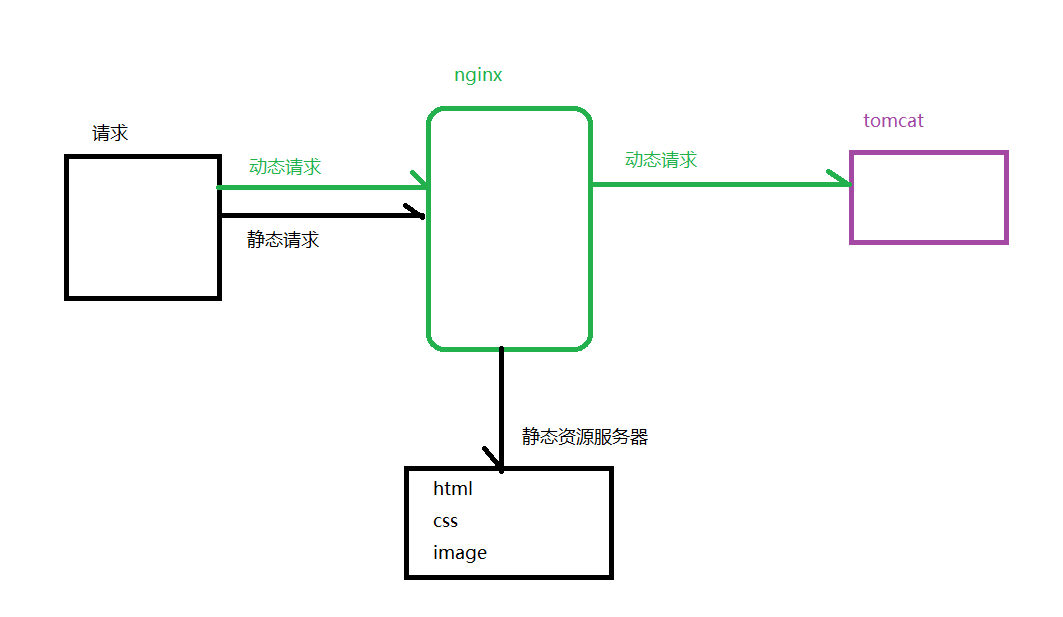 nginx
tomcat
请求
动态请求
动态请求
静态请求
静态资源服务器
html
css
image